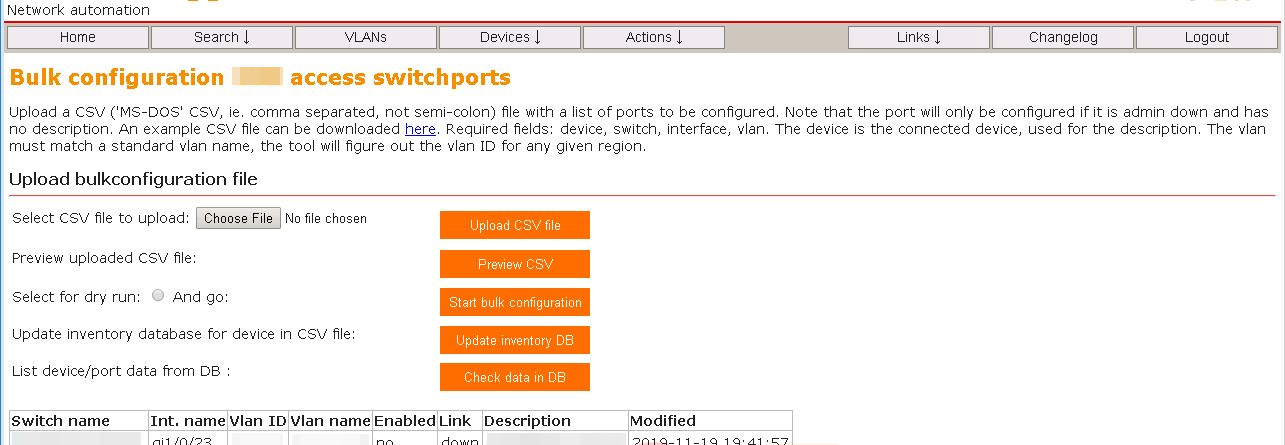 Network automation
Home Search ↓ VLANs Devices ↓ Actions ↓ Links ↓ Changelog Logout
Bulk configuration access switchports
Upload a CSV ('MS-DOS' CSV, ie. comma separated, not semi-colon) file with a list of ports to be configured. Note that the port will only be configured if it is admin down and has
no description. An example CSV file can be downloaded here. Required fields: device, switch, interface, vlan. The device is the connected device, used for the description. The vlan
must match a standard vlan name, the tool will figure out the vlan ID for any given region.
Upload bulkconfiguration file
Select CSV file to upload: Choose File No file chosen Upload CSV file
Preview uploaded CSV file: Preview CSV
Select for dry run: And go: Start bulk configuration
Update inventory database for device in CSV file: Update inventory DB
List device/port data from DB : Check data in DB
Switch name Int. name Vlan ID Vlan name Enabled Link Description Modified
gi1/0/23 no down 2019-11-19 19:41:57